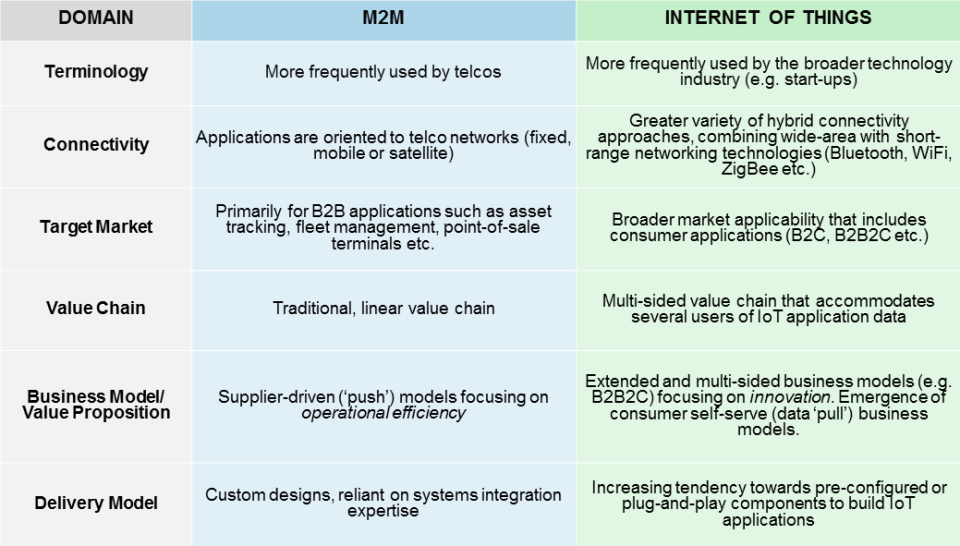 DOMAIN
M2M
INTERNET OF THINGS
Terminology
More frequently used by telcos
More frequently used by the broader technology
industry (e.g. start-ups)
Connectivity
Applications are oriented to telco networks (fixed,
mobile or satellite)
Greater variety of hybrid connectivity
approaches, combining wide-area with short-
range networking technologies (Bluetooth, WiFi,
ZigBee etc.)
Target Market
Primarily for B2B applications such as asset
tracking, fleet management, point-of-sale
terminals etc.
Broader market applicability that includes
consumer applications (B2C, B2B2C etc.)
Value Chain
Traditional, linear value chain
Multi-sided value chain that accommodates
several users of IoT application data
Business Model/
Value Proposition
Supplier-driven (‘push’) models focusing on
operational efficiency
Extended and multi-sided business models (e.g.
B2B2C) focusing on innovation. Emergence of
consumer self-serve (data ‘pull’) business
models.
Delivery Model
Custom designs, reliant on systems integration
expertise
Increasing tendency towards pre-configured or
plug-and-play components to build IoT
applications